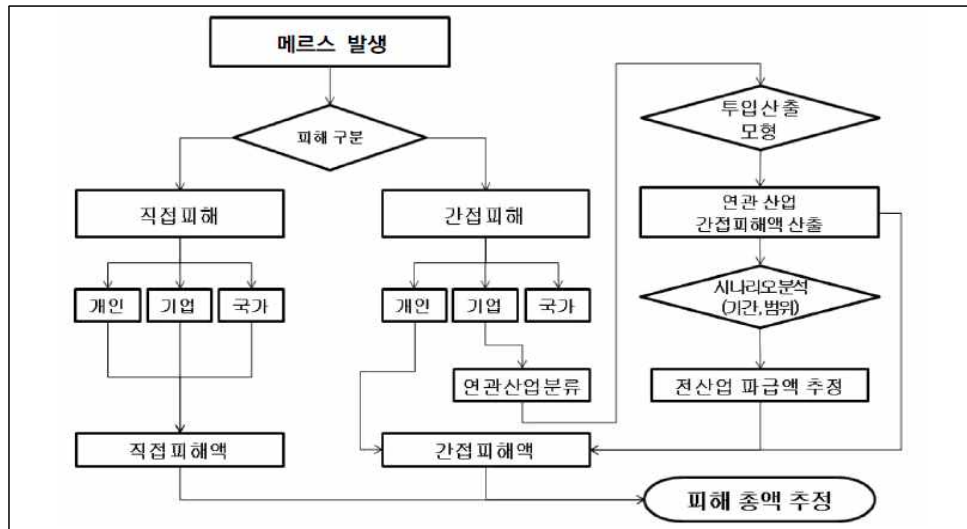 메르스 발생
피해 구분
직접피해
간접피해
개인
기업
국가
개인
기업
국가
연관산업분류
직접피해액
간접피해액
투입산출
모형
연관 산업
간접피해액 산출
시나리오분석
(기간,범위)
전산업 파급액 추정
피해 총액 추정